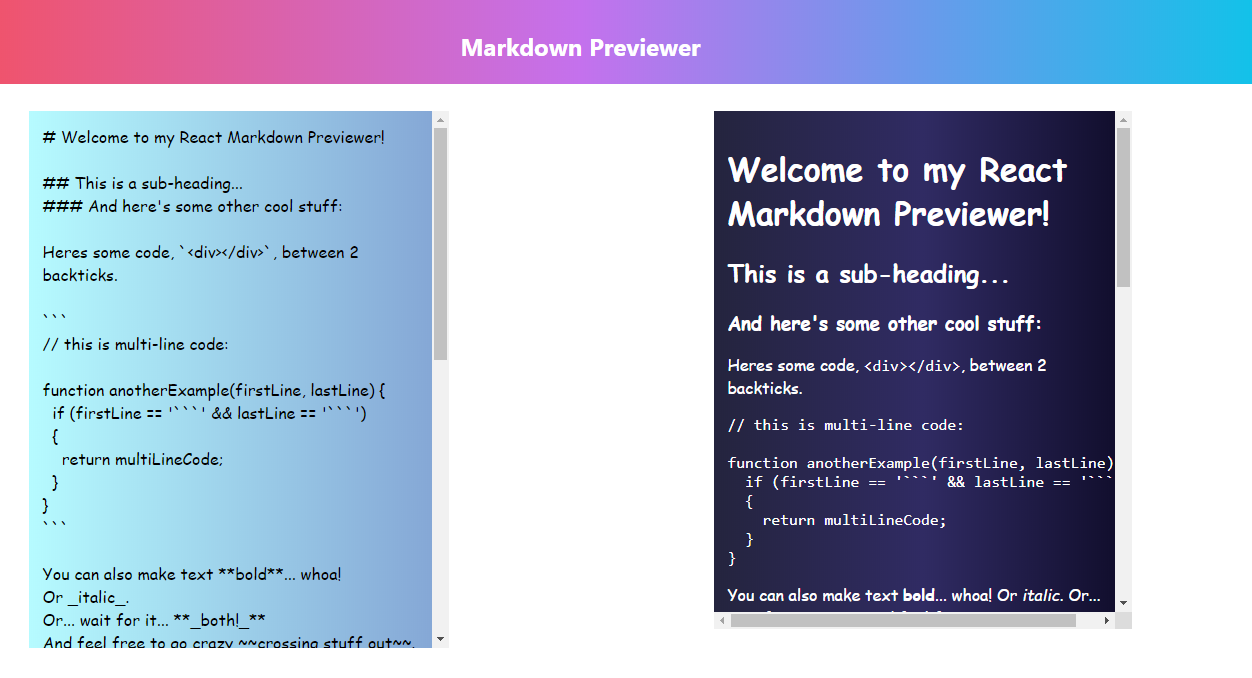 Markdown Previewer
# Welcome to my React Markdown Previewer!
## This is a sub-heading...
### And here's some other cool stuff:
Heres some code, `<div></div>`, between 2
backticks.
```
// this is multi-line code:
function anotherExample(firstLine, lastLine) {
  if (firstLine == '```' && lastLine == '```')
  {
    return multiLineCode;
  }
}
```
You can also make text **bold**... whoa!
Or _italic_.
Or... wait for it... **_both!_**
And feel free to go crazy ~~crossing stuff out~~.
Welcome to my React
Markdown Previewer!
This is a sub-heading...
And here's some other cool stuff:
Heres some code, <div></div>, between 2
backticks.
// this is multi-line code:
function anotherExample(firstLine, lastLine)
  if (firstLine == '```' && lastLine == '```
  {
    return multiLineCode;
  }
}
You can also make text bold... whoa! Or italic. Or...